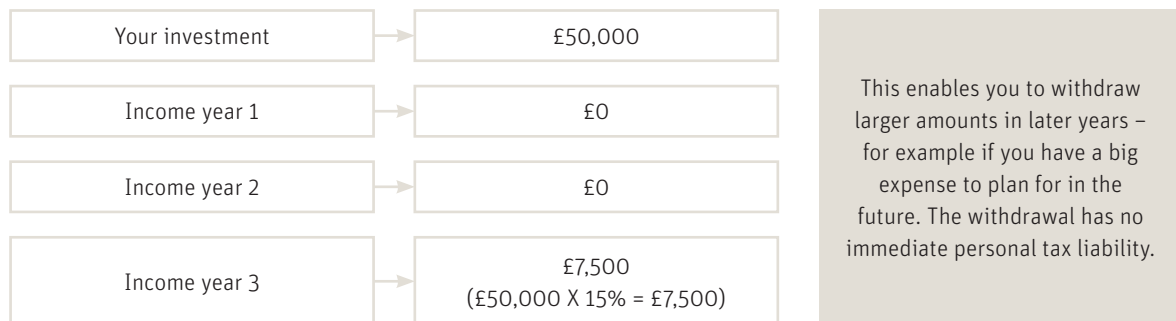 Your investment
£50,000
Income year 1
£0
Income year 2
£0
Income year 3
£7,500
(£50,000 X 15% = £7,500)
This enables you to withdraw
larger amounts in later years –
for example if you have a big
expense to plan for in the
future. The withdrawal has no
immediate personal tax liability.